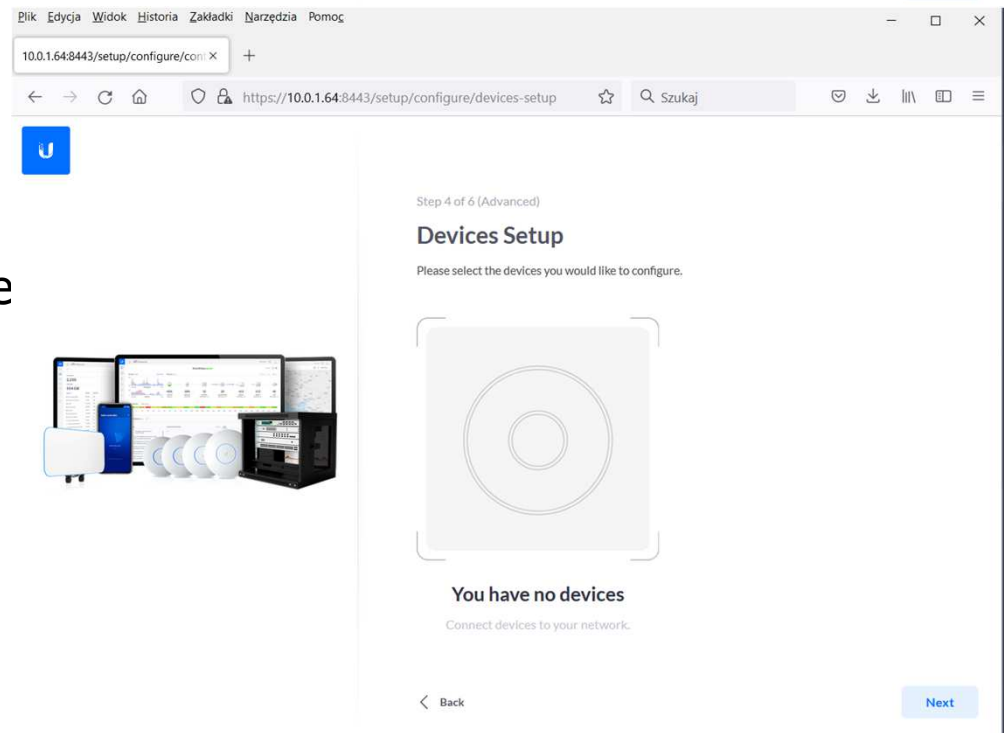 Plik Edycja Widok Historia Zakładki Narzędzia Pomoc
10.0.1.64:8443/setup/configure/cont
https://10.0.1.64:8443/setup/configure/devices-setup Szukaj
U
Step 4 of 6 (Advanced)
Devices Setup
Please select the devices you would like to configure.
e
You have no devices
Connect devices to your network.
Back
Next